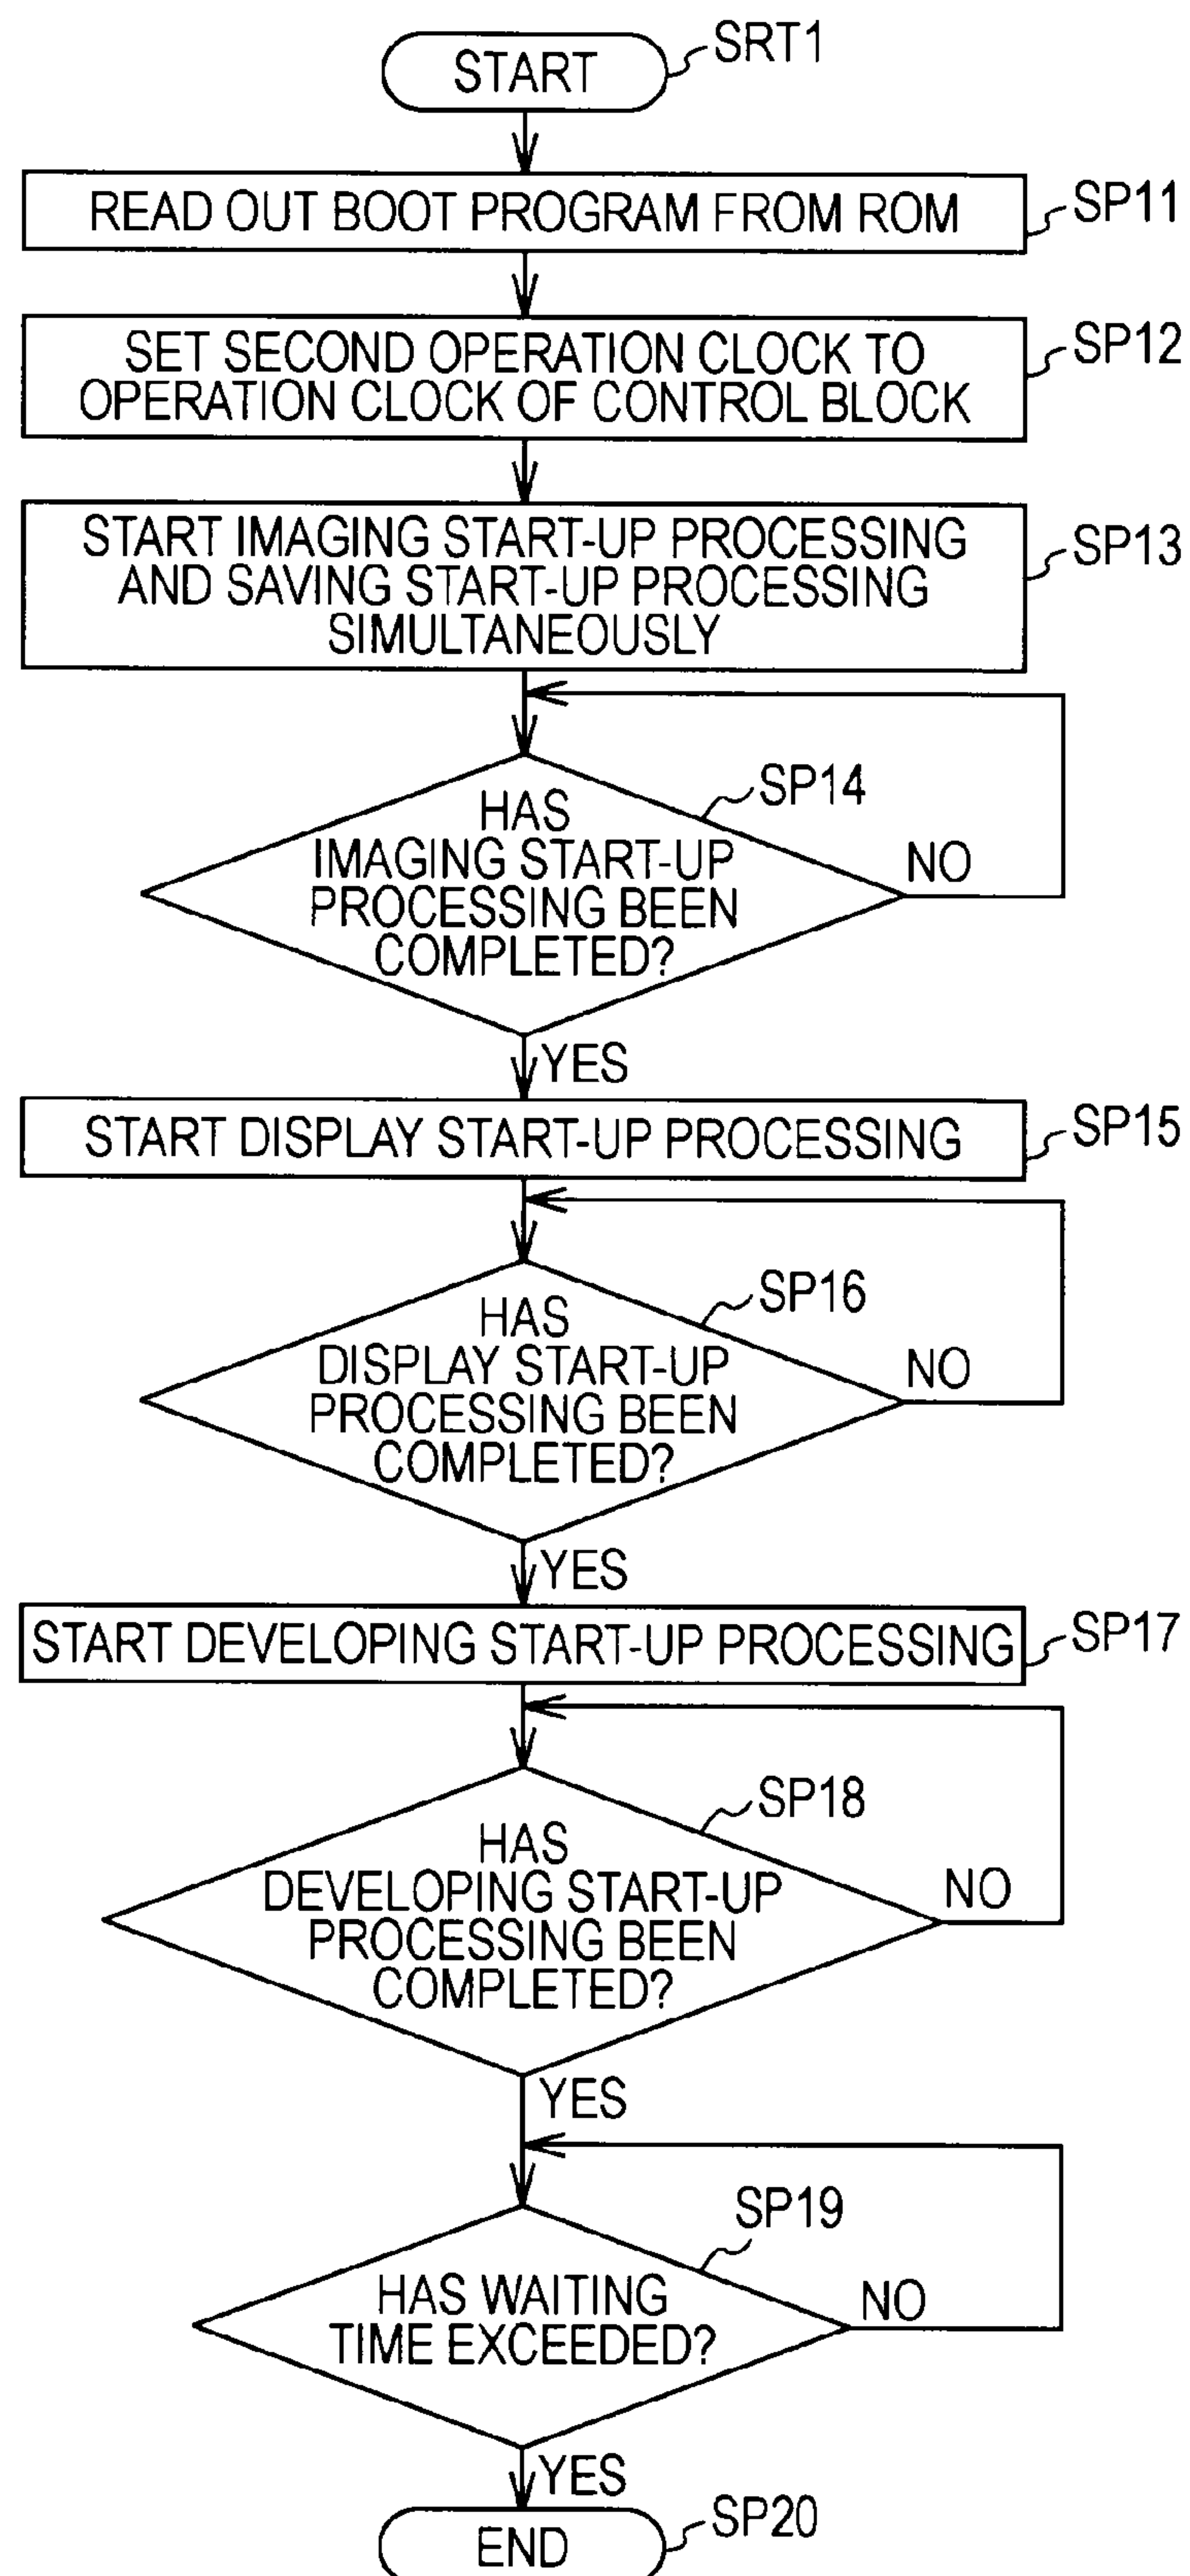 START
SRT1
READ OUT BOOT PROGRAM FROM ROM
SP11
SET SECOND OPERATION CLOCK TO
OPERATION CLOCK OF CONTROL BLOCK
SP12
START IMAGING START-UP PROCESSING
AND SAVING START-UP PROCESSING
SIMULTANEOUSLY
SP13
SP14
HAS
IMAGING START-UP
PROCESSING BEEN
COMPLETED?
NO
YES
START DISPLAY START-UP PROCESSING
SP15
SP16
HAS
DISPLAY START-UP
PROCESSING BEEN
COMPLETED?
NO
YES
START DEVELOPING START-UP PROCESSING
SP17
SP18
HAS
DEVELOPING START-UP
PROCESSING BEEN
COMPLETED?
NO
YES
SP19
HAS WAITING
TIME EXCEEDED?
NO
YES
END
SP20